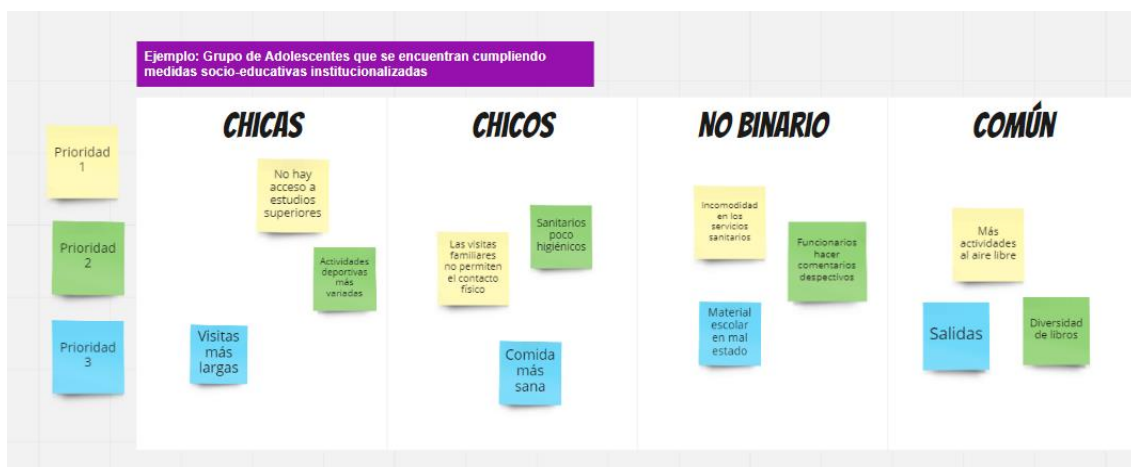 Ejemplo: Grupo de Adolescentes que se encuentran cumpliendo
medidas socio-educativas institucionalizadas
Prioridad
1
Prioridad
2
Prioridad
3
CHICAS
No hay
acceso a
estudios
superiores
Actividades
deportivas
más
variadas
Visitas
más
largas
CHICOS
Las visitas
familiares
no permiten
el contacto
físico
Sanitarios
poco
higiénicos
Comida
más
sana
NO BINARIO
Incomodidad
en los
servicios
sanitarios
Funcionarios
hacer
comentarios
despectivos
Material
escolar
en mal
estado
COMÚN
Más
actividades
al aire libre
Salidas
Diversidad
de libros